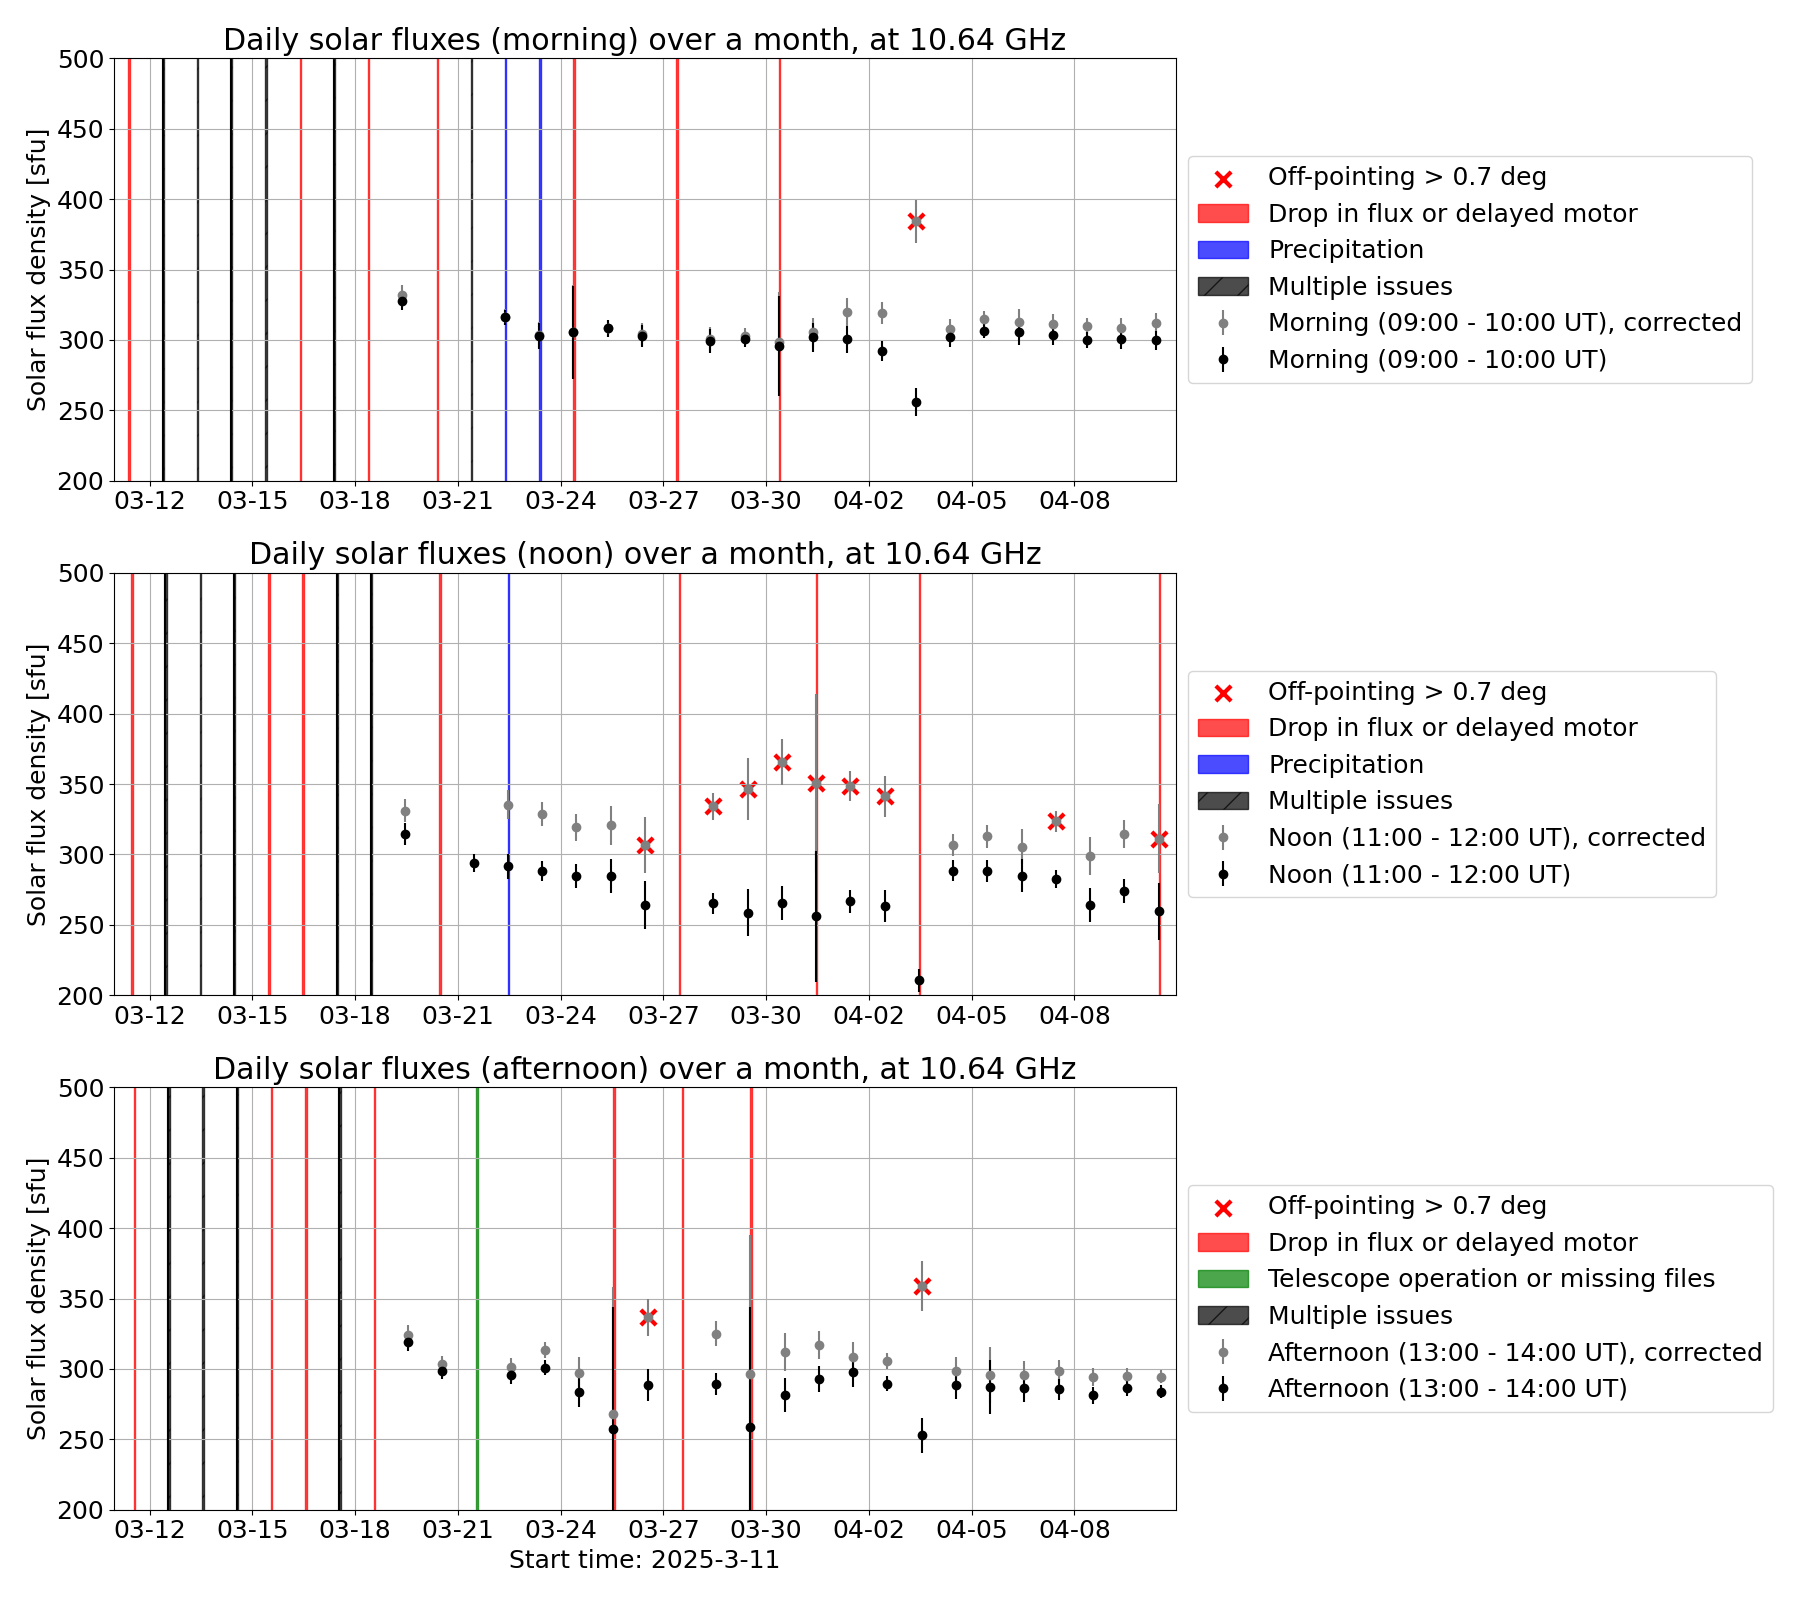 Daily solar fluxes (morning) over a month, at 10.64 GHz
Solar flux density [sfu]
500
450
400
350
300
250
200
03-12 03-15 03-18 03-21 03-24 03-27 03-30 04-02 04-05 04-08
Off-pointing > 0.7 deg
Drop in flux or delayed motor
Precipitation
Multiple issues
Morning (09:00 - 10:00 UT), corrected
Morning (09:00 - 10:00 UT)
Daily solar fluxes (noon) over a month, at 10.64 GHz
Solar flux density [sfu]
500
450
400
350
300
250
200
03-12 03-15 03-18 03-21 03-24 03-27 03-30 04-02 04-05 04-08
Off-pointing > 0.7 deg
Drop in flux or delayed motor
Precipitation
Multiple issues
Noon (11:00 - 12:00 UT), corrected
Noon (11:00 - 12:00 UT)
Daily solar fluxes (afternoon) over a month, at 10.64 GHz
Solar flux density [sfu]
500
450
400
350
300
250
200
03-12 03-15 03-18 03-21 03-24 03-27 03-30 04-02 04-05 04-08
Start time: 2025-3-11
Off-pointing > 0.7 deg
Drop in flux or delayed motor
Telescope operation or missing files
Multiple issues
Afternoon (13:00 - 14:00 UT), corrected
Afternoon (13:00 - 14:00 UT)